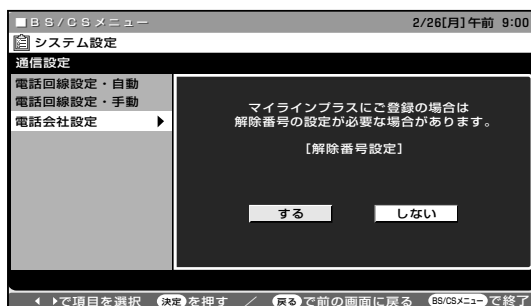 ■BS/CSメニュー 2/26[月]午前 9:00
システム設定
通信設定
電話回線設定・自動
電話回線設定・手動
電話会社設定 ▶
マイラインプラスにご登録の場合は
解除番号の設定が必要な場合があります。
[解除番号設定]
する しない
◀ ▶で項目を選択 決定を押す / 戻るで前の画面に戻る BS/CSメニューで終了